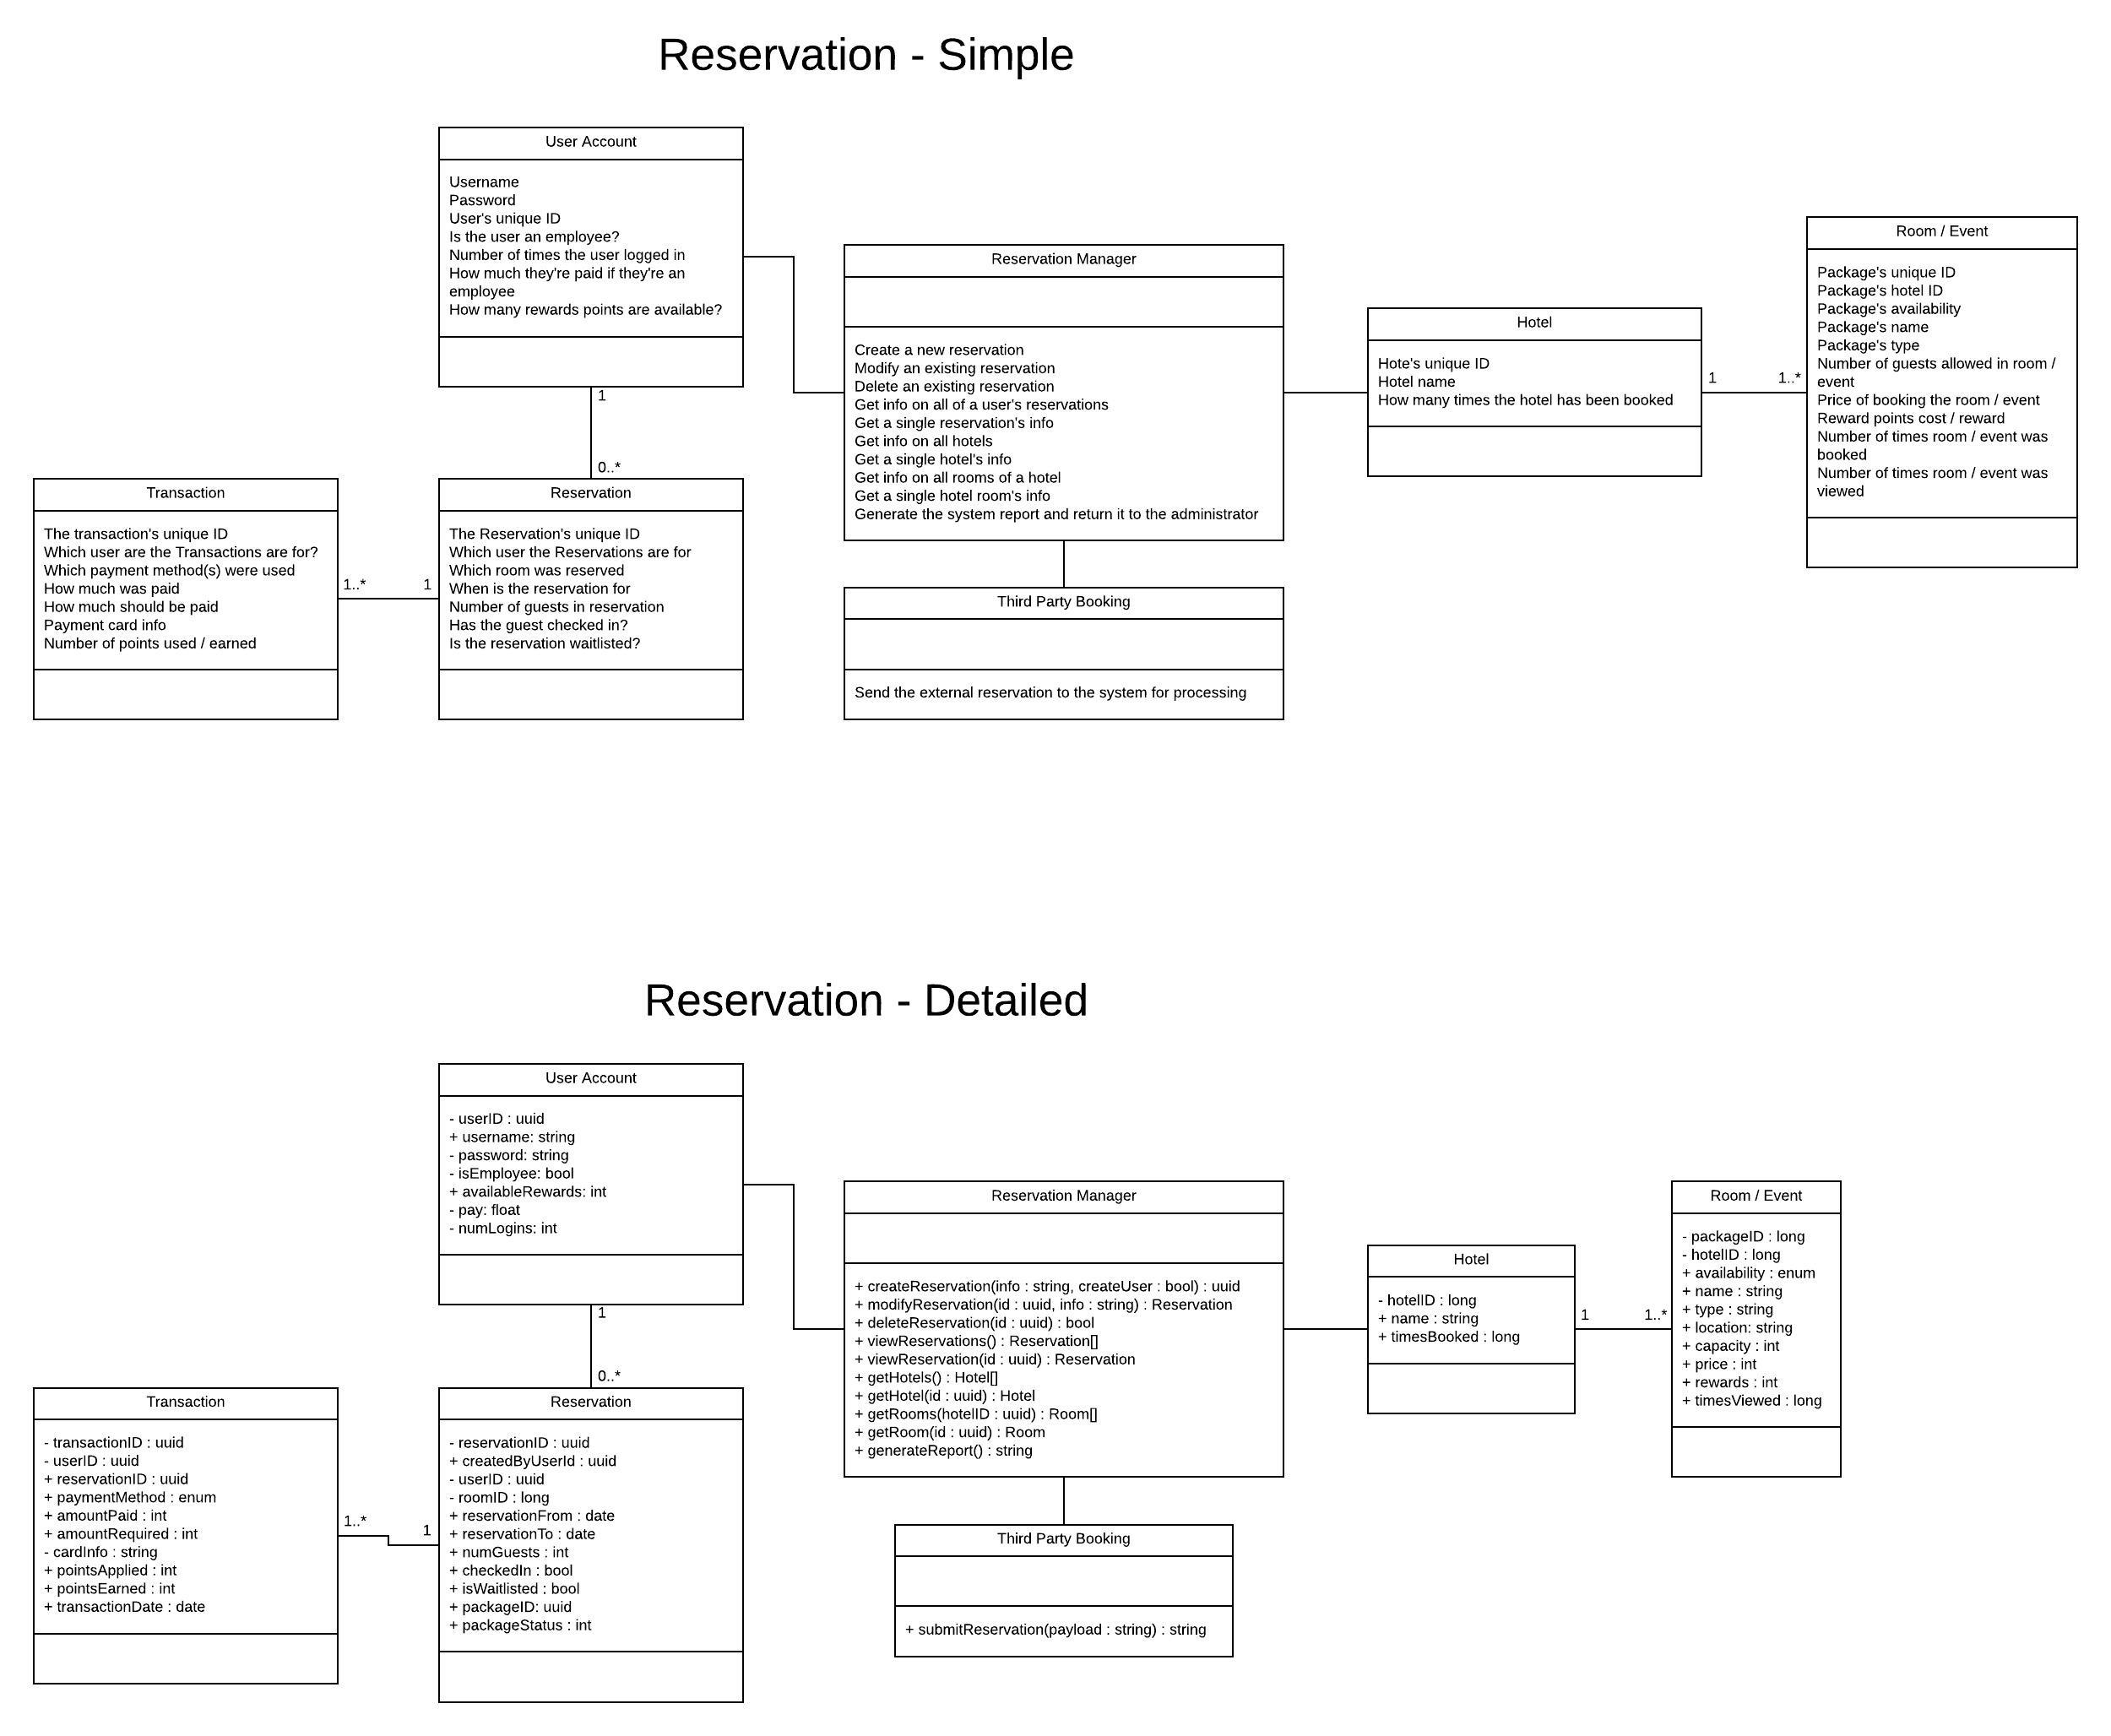 Reservation - Simple
User Account
Username
Password
User's unique ID
Is the user an employee?
Number of times the user logged in
How much they're paid if they're an
employee
How many rewards points are available?
1
0..*
Transaction
The transaction's unique ID
Which user are the Transactions are for?
Which payment method(s) were used
How much was paid
How much should be paid
Payment card info
Number of points used / earned
1..*
1
Reservation
The Reservation's unique ID
Which user the Reservations are for
Which room was reserved
When is the reservation for
Number of guests in reservation
Has the guest checked in?
Is the reservation waitlisted?
Reservation Manager
Create a new reservation
Modify an existing reservation
Delete an existing reservation
Get info on all of a user's reservations
Get a single reservation's info
Get info on all hotels
Get a single hotel's info
Get info on all rooms of a hotel
Get a single hotel room's info
Generate the system report and return it to the administrator
Third Party Booking
Send the external reservation to the system for processing
Hotel
Hote's unique ID
Hotel name
How many times the hotel has been booked
1
1..*
Room / Event
Package's unique ID
Package's hotel ID
Package's availability
Package's name
Package's type
Number of guests allowed in room /
event
Price of booking the room / event
Reward points cost / reward
Number of times room / event was
booked
Number of times room / event was
viewed
Reservation - Detailed
User Account
- userID : uuid
+ username: string
- password: string
- isEmployee: bool
+ availableRewards: int
- pay: float
- numLogins: int
1
0..*
Transaction
- transactionID : uuid
- userID : uuid
+ reservationID : uuid
+ paymentMethod : enum
+ amountPaid : int
+ amountRequired : int
- cardInfo : string
+ pointsApplied : int
+ pointsEarned : int
+ transactionDate : date
1..*
1
Reservation
- reservationID : uuid
+ createdByUserId : uuid
- userID : uuid
- roomID : long
+ reservationFrom : date
+ reservationTo : date
+ numGuests : int
+ checkedIn : bool
+ isWaitlisted : bool
+ packageID: uuid
+ packageStatus : int
Reservation Manager
+ createReservation(info : string, createUser : bool) : uuid
+ modifyReservation(id : uuid, info : string) : Reservation
+ deleteReservation(id : uuid) : bool
+ viewReservations() : Reservation[]
+ viewReservation(id : uuid) : Reservation
+ getHotels() : Hotel[]
+ getHotel(id : uuid) : Hotel
+ getRooms(hotelID : uuid) : Room[]
+ getRoom(id : uuid) : Room
+ generateReport() : string
Third Party Booking
+ submitReservation(payload : string) : string
Hotel
- hotelID : long
+ name : string
+ timesBooked : long
1
1..*
Room / Event
- packageID : long
- hotelID : long
+ availability : enum
+ name : string
+ type : string
+ location: string
+ capacity : int
+ price : int
+ rewards : int
+ timesViewed : long